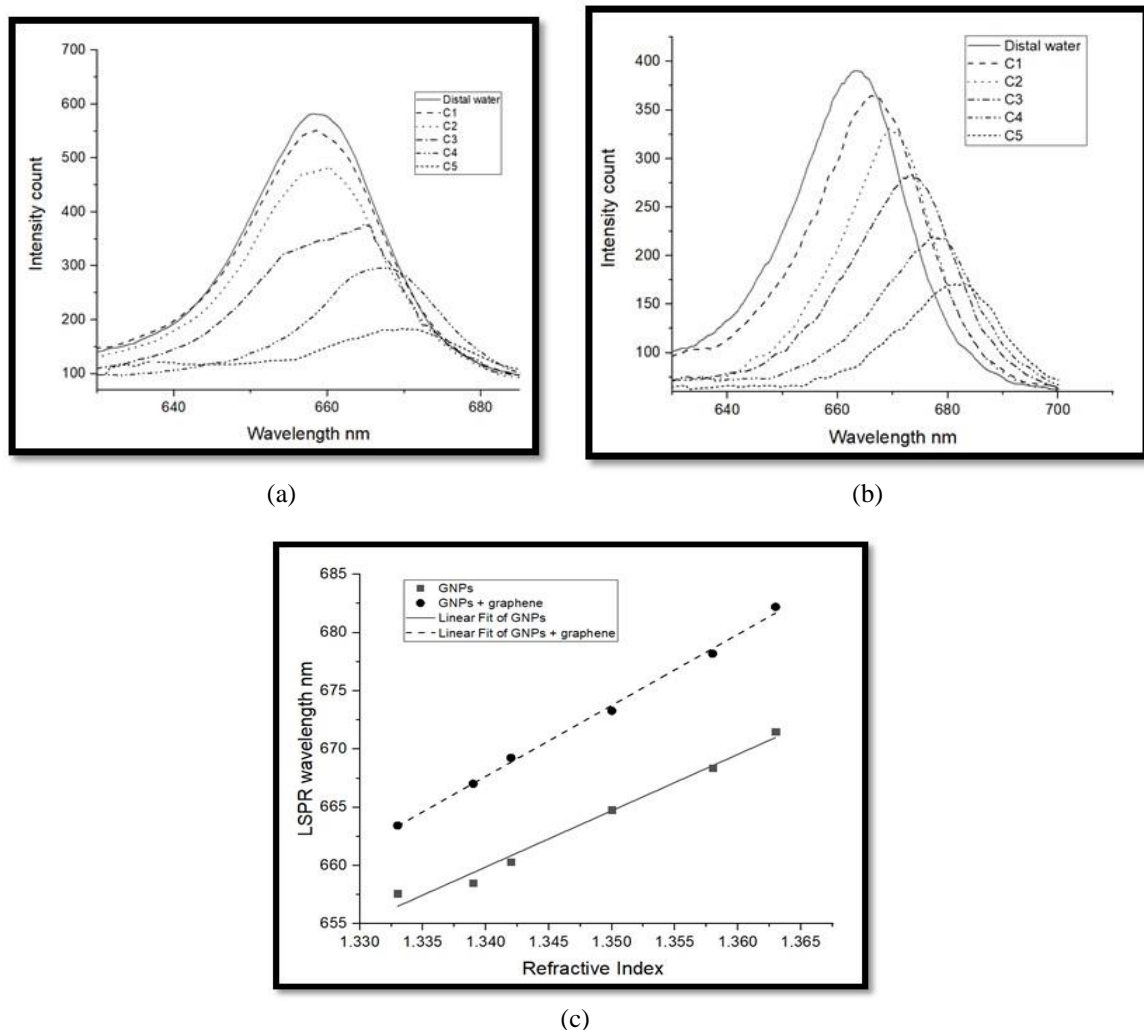 700
600
500
400
300
200
100
640
660
680
Intensity count
Wavelength nm
Distal water
C1
C2
C3
C4
C5
(a)
400
350
300
250
200
150
100
640
660
680
700
Intensity count
Wavelength nm
Distal water
C1
C2
C3
C4
C5
(b)
685
680
675
670
665
660
655
1.330
1.335
1.340
1.345
1.350
1.355
1.360
1.365
LSPR wavelength nm
Refractive Index
GNPs
GNPs + graphene
Linear Fit of GNPs
Linear Fit of GNPs + graphene
(c)